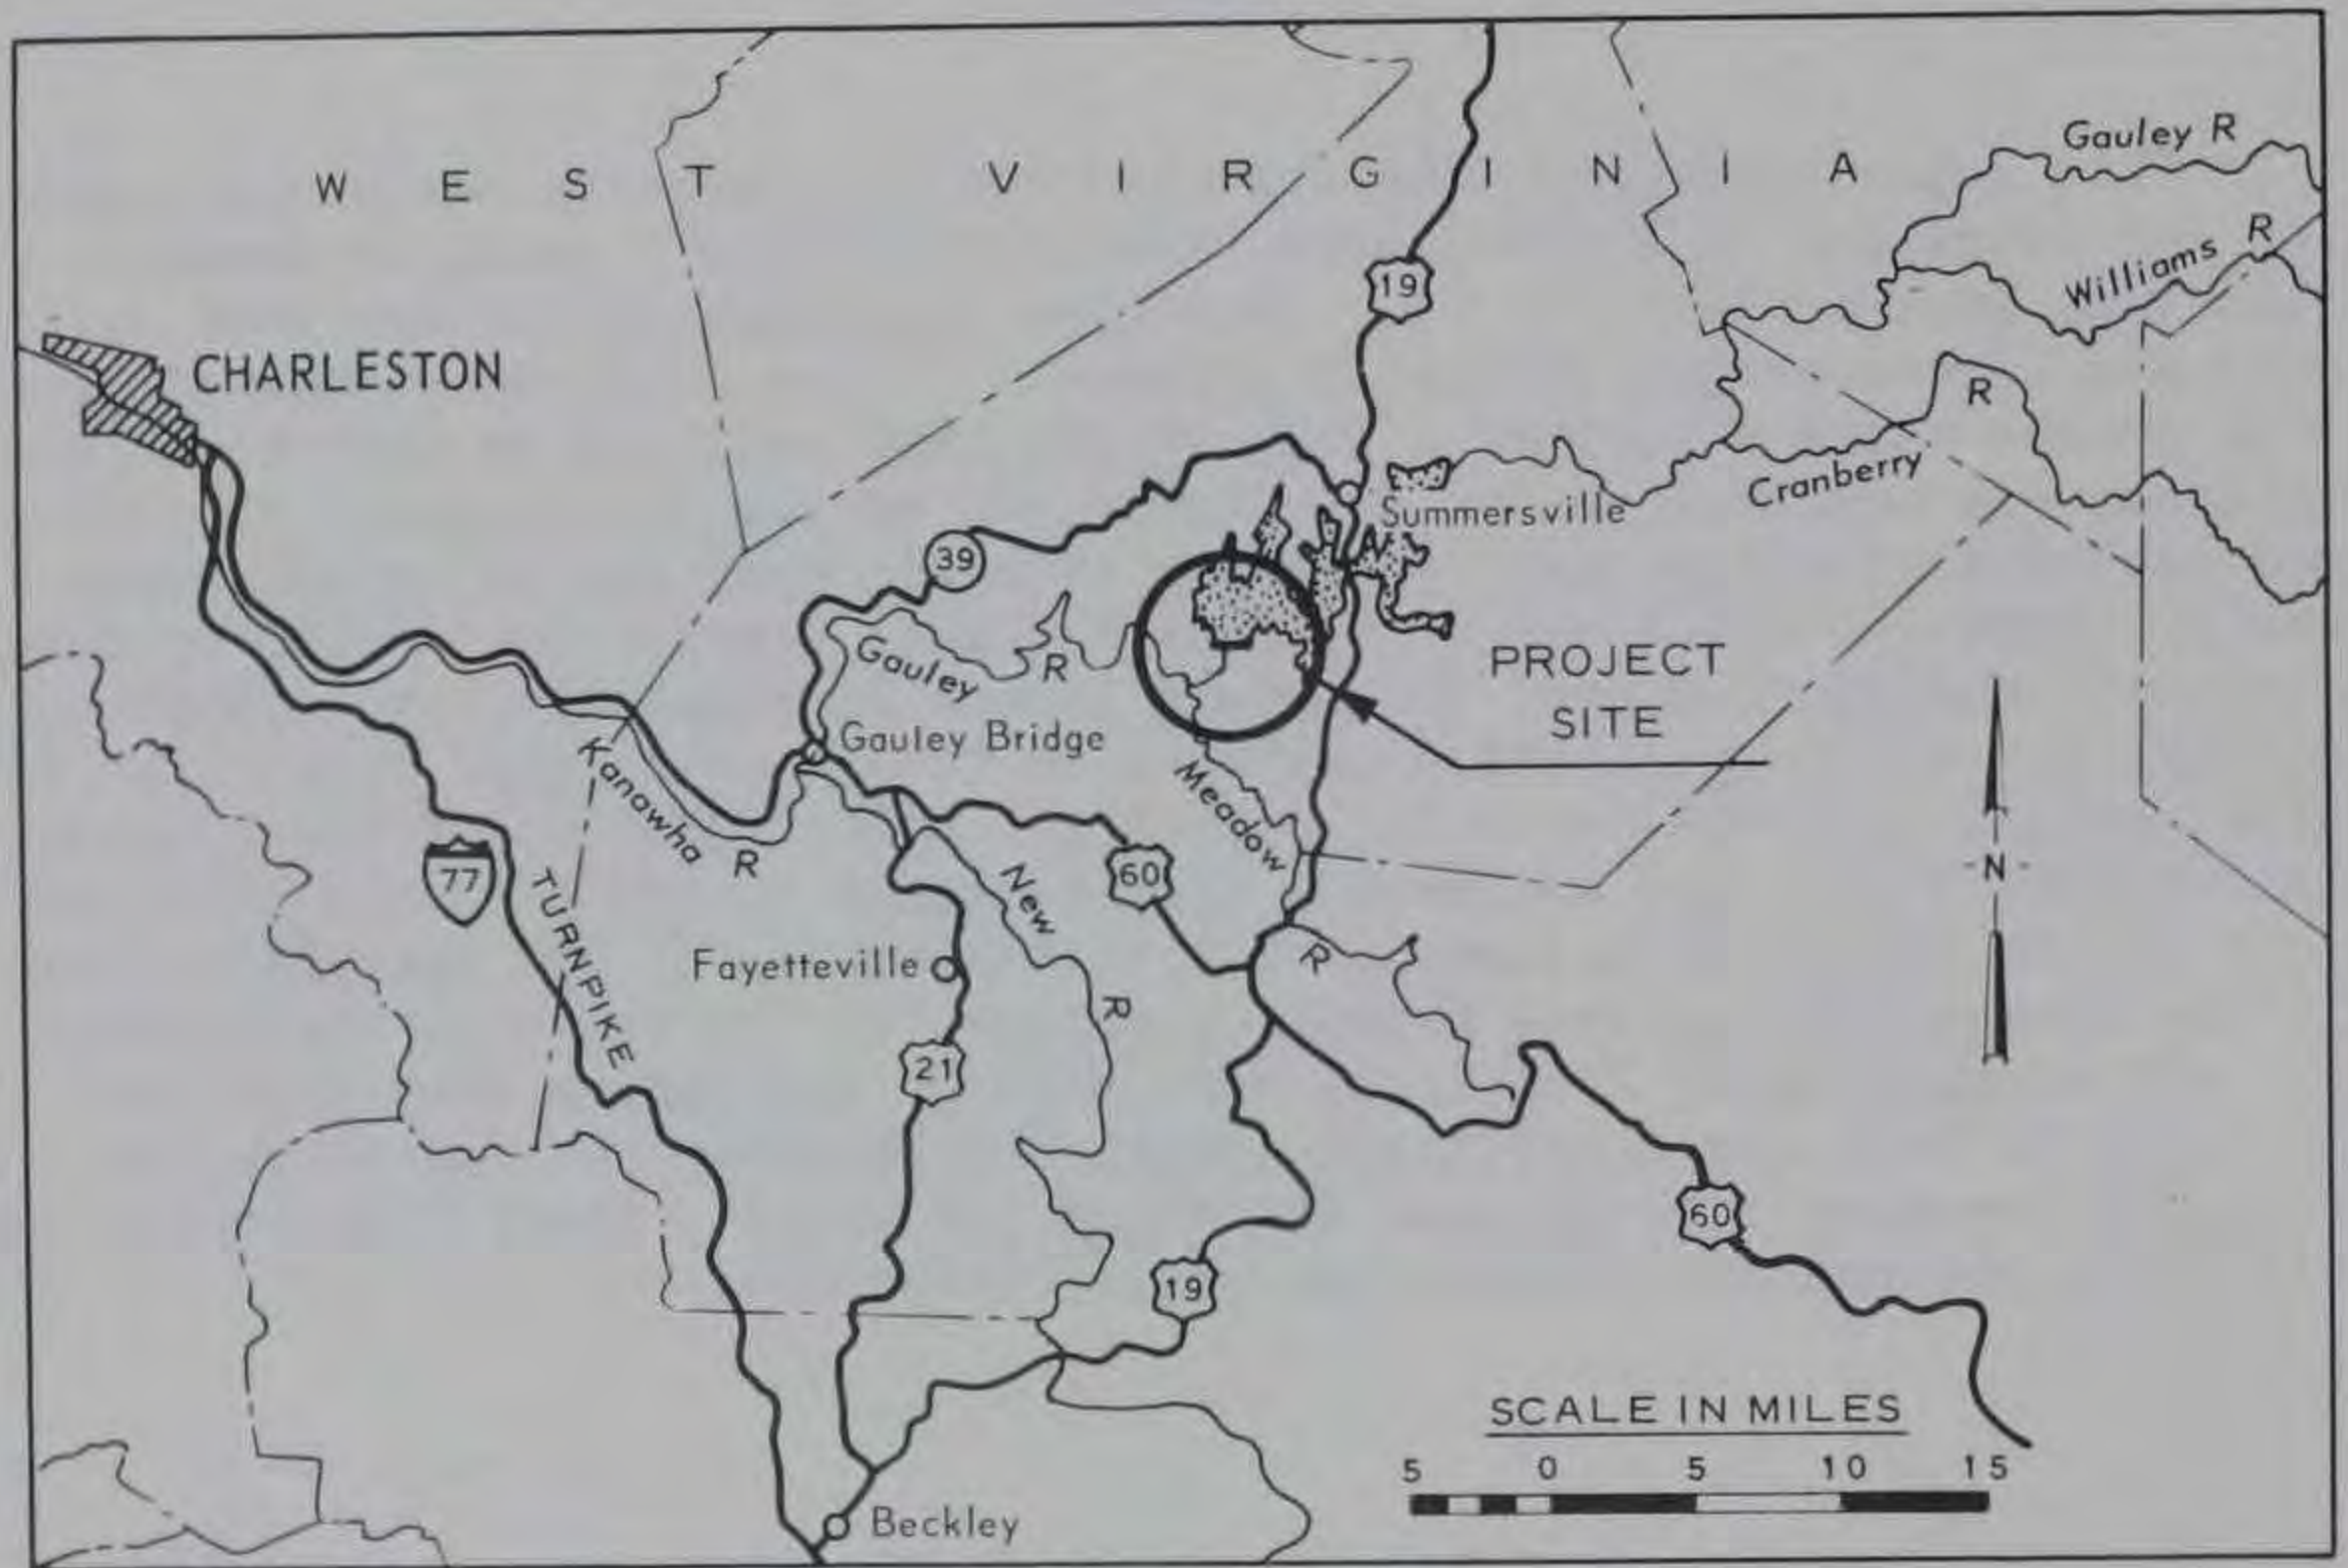 WEST VIRGINIA
Gauley R
Williams R
19
CHARLESTON
R
Cranberry
Summersville
39
Gauley R
PROJECT
SITE
Gauley Bridge
Kanawha R
Meadow
R
60
77
TURNPIKE
New R
N
Fayetteville
21
60
19
SCALE IN MILES
5 0 5 10 15
Beckley